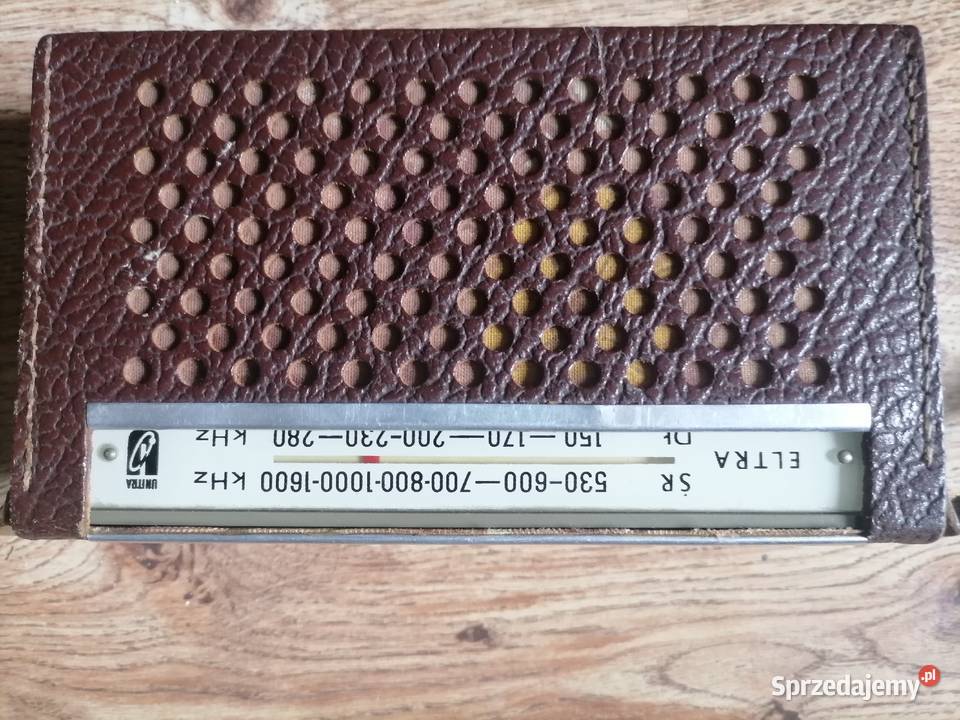 ELTRA
ŚR 530-600—700-800-1000-1600 kHz
Dł 150—170—200-230—280 kHz
UNITRA
Sprzedajemy.pl